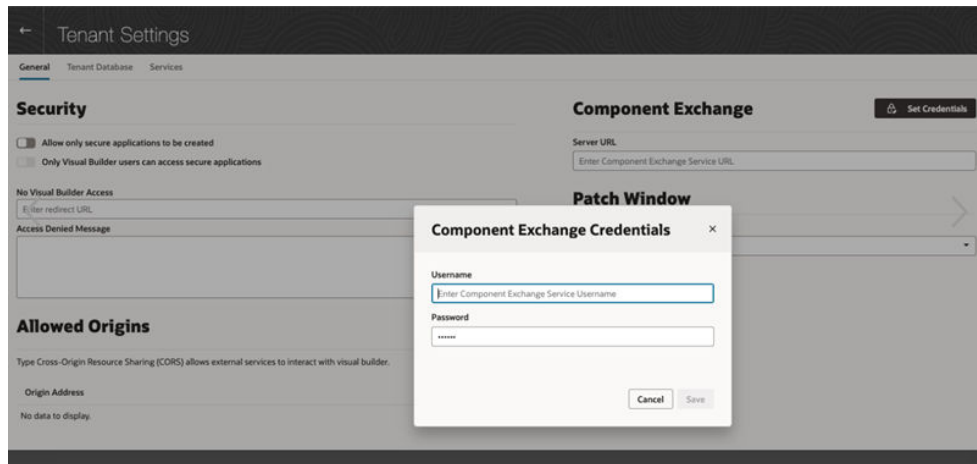 Tenant Settings
General Tenant Database Services
Security
Allow only secure applications to be created
Only Visual Builder users can access secure applications
No Visual Builder Access
Enter redirect URL
Access Denied Message
Allowed Origins
Type Cross-Origin Resource Sharing (CORS) allows external services to interact with visual builder.
Origin Address
No data to display.
Component Exchange
Set Credentials
Server URL
Enter Component Exchange Service URL
Patch Window
Component Exchange Credentials
Username
Enter Component Exchange Service Username
Password
Cancel Save